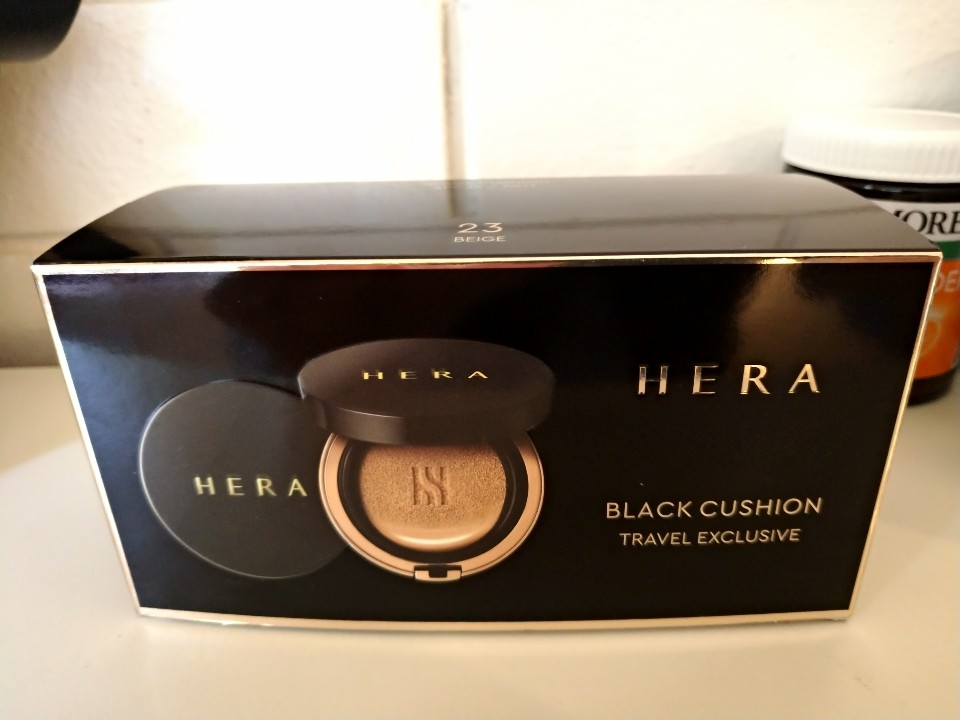 23
BEIGE
HERA
HERA
HERA
BLACK CUSHION
TRAVEL EXCLUSIVE